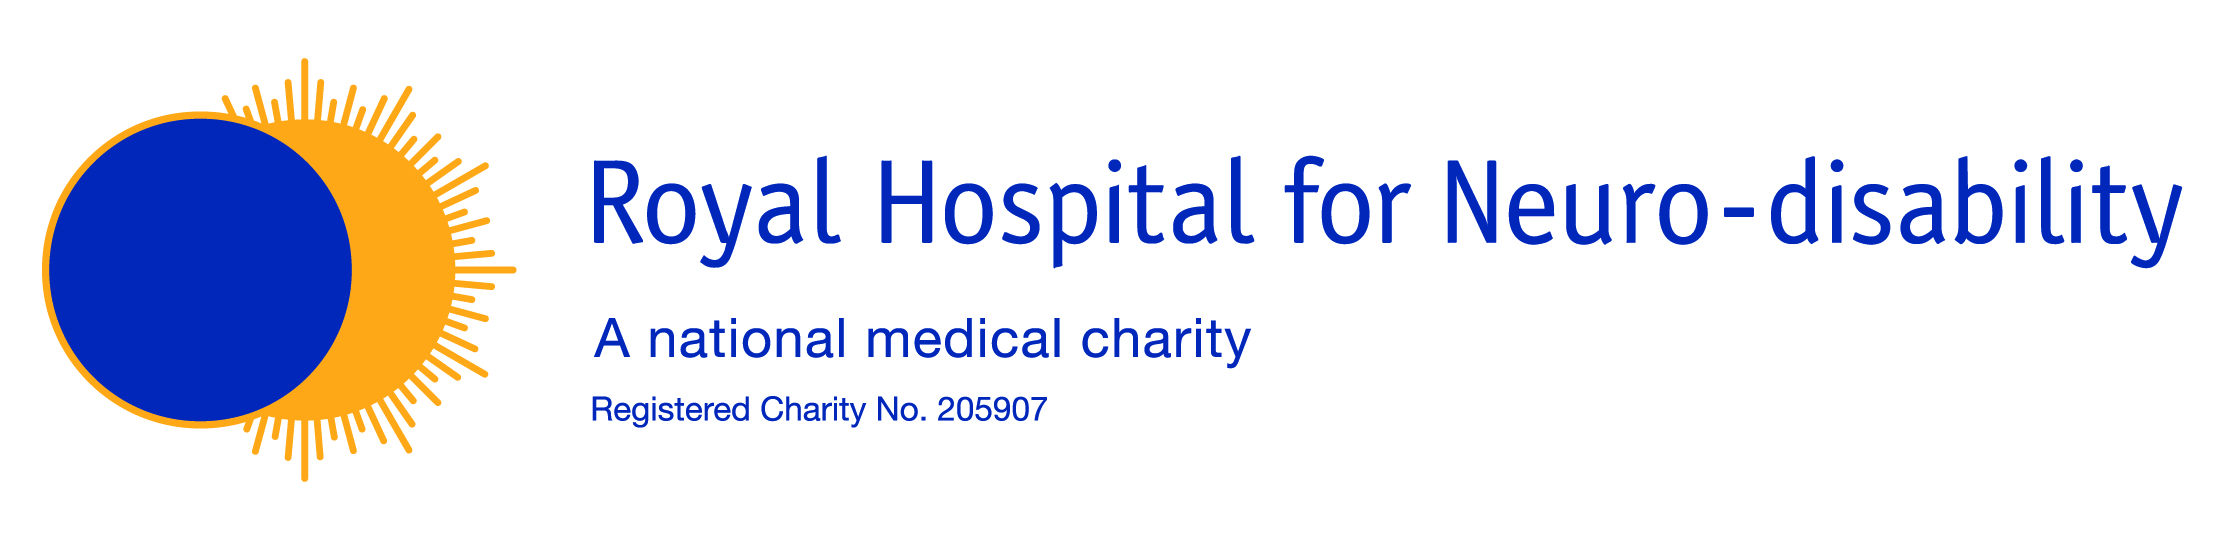 Royal Hospital for Neuro-disability
A national medical charity
Registered Charity No. 205907